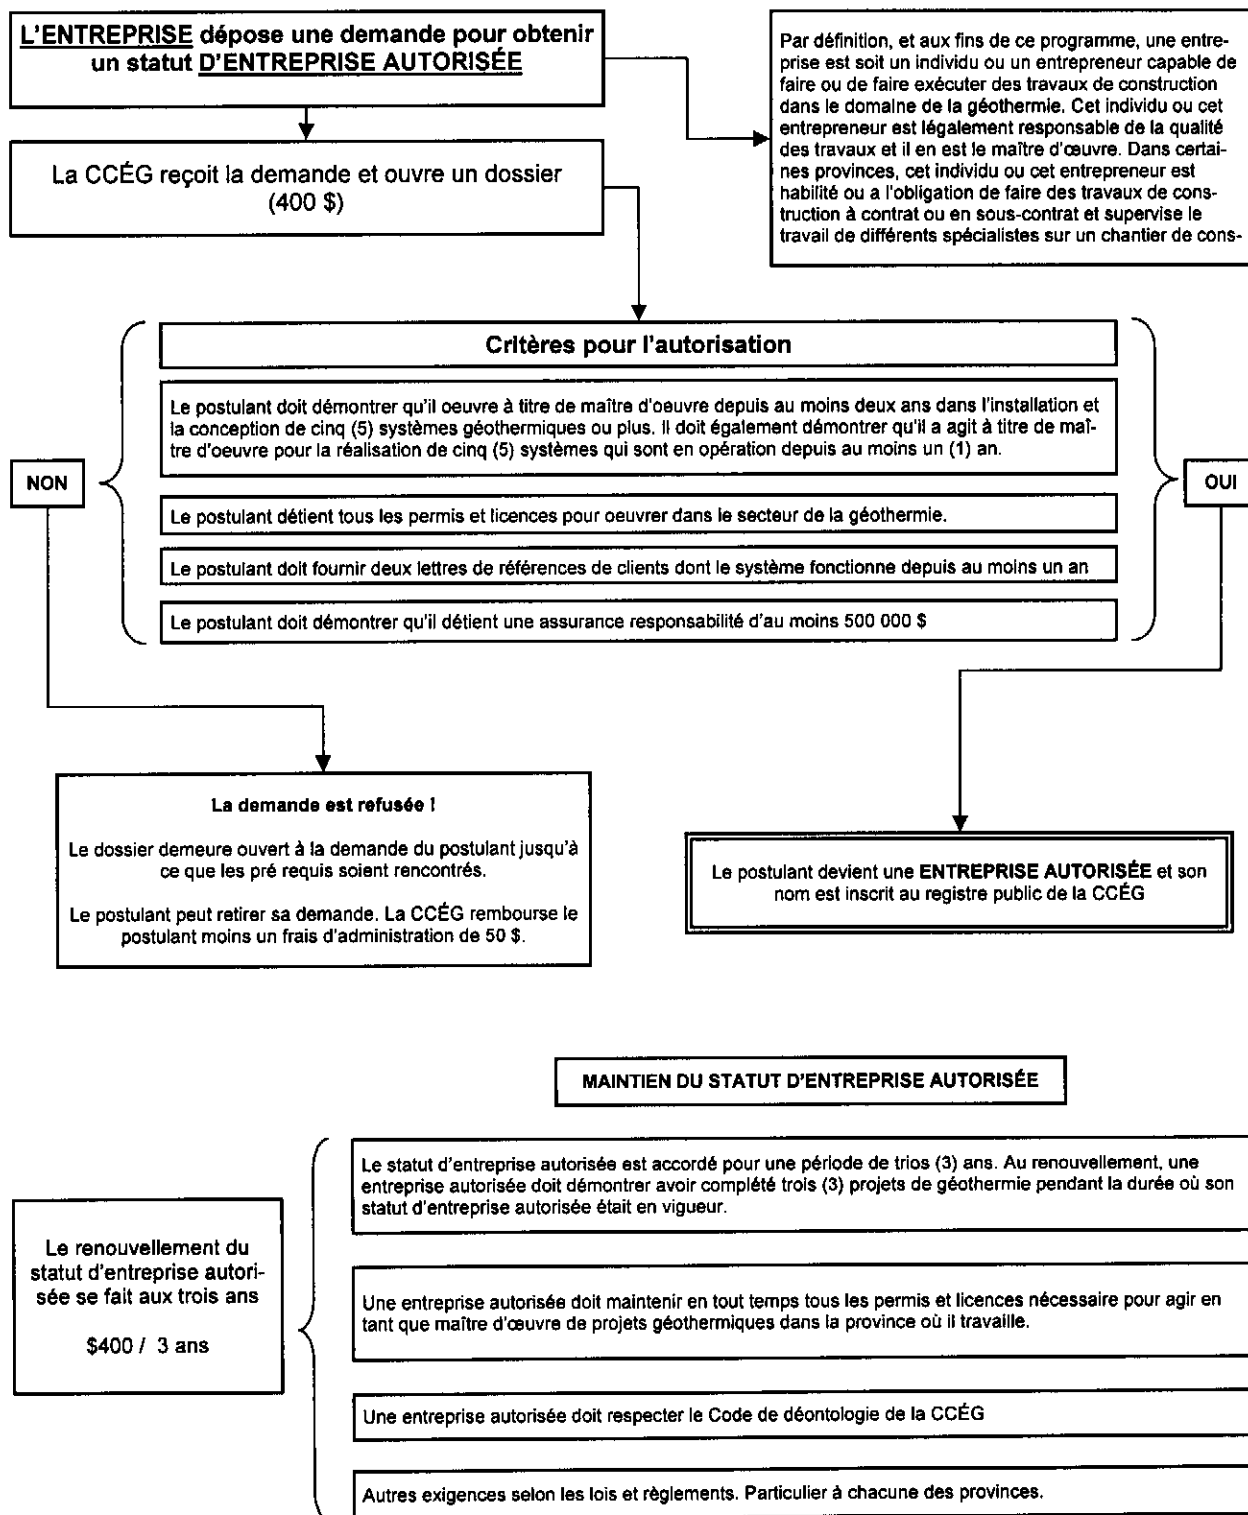 L'ENTREPRISE dépose une demande pour obtenir
un statut D'ENTREPRISE AUTORISÉE
Par définition, et aux fins de ce programme, une entre-
prise est soit un individu ou un entrepreneur capable de
faire ou de faire exécuter des travaux de construction
dans le domaine de la géothermie. Cet individu ou cet
entrepreneur est légalement responsable de la qualité
des travaux et il en est le maître d'œuvre. Dans certai-
nes provinces, cet individu ou cet entrepreneur est
habilité ou a l'obligation de faire des travaux de cons-
truction à contrat ou en sous-contrat et supervise le
travail de différents spécialistes sur un chantier de cons-
La CCÉG reçoit la demande et ouvre un dossier
(400 $)
Critères pour l'autorisation
Le postulant doit démontrer qu'il oeuvre à titre de maître d'oeuvre depuis au moins deux ans dans l'installation et
la conception de cinq (5) systèmes géothermiques ou plus. Il doit également démontrer qu'il a agit à titre de maî-
tre d'oeuvre pour la réalisation de cinq (5) systèmes qui sont en opération depuis au moins un (1) an.
NON
OUI
Le postulant détient tous les permis et licences pour oeuvrer dans le secteur de la géothermie.
Le postulant doit fournir deux lettres de références de clients dont le système fonctionne depuis au moins un an
Le postulant doit démontrer qu'il détient une assurance responsabilité d'au moins 500 000 $
La demande est refusée !
Le dossier demeure ouvert à la demande du postulant jusqu'à
ce que les pré requis soient rencontrés.
Le postulant peut retirer sa demande. La CCÉG rembourse le
postulant moins un frais d'administration de 50 $.
Le postulant devient une ENTREPRISE AUTORISÉE et son
nom est inscrit au registre public de la CCÉG
MAINTIEN DU STATUT D'ENTREPRISE AUTORISÉE
Le renouvellement du
statut d'entreprise autori-
sée se fait aux trois ans
$400 / 3 ans
Le statut d'entreprise autorisée est accordé pour une période de trios (3) ans. Au renouvellement, une
entreprise autorisée doit démontrer avoir complété trois (3) projets de géothermie pendant la durée où son
statut d'entreprise autorisée était en vigueur.
Une entreprise autorisée doit maintenir en tout temps tous les permis et licences nécessaire pour agir en
tant que maître d'œuvre de projets géothermiques dans la province où il travaille.
Une entreprise autorisée doit respecter le Code de déontologie de la CCÉG
Autres exigences selon les lois et règlements. Particulier à chacune des provinces.